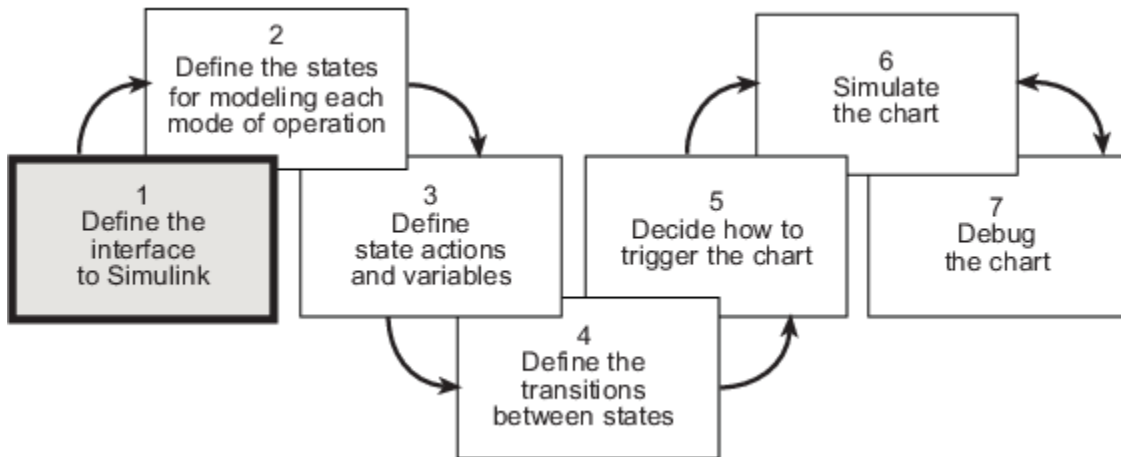 1
Define the
interface
to Simulink
2
Define the states
for modeling each
mode of operation
3
Define
state actions
and variables
4
Define the
transitions
between states
5
Decide how to
trigger the chart
6
Simulate
the chart
7
Debug
the chart